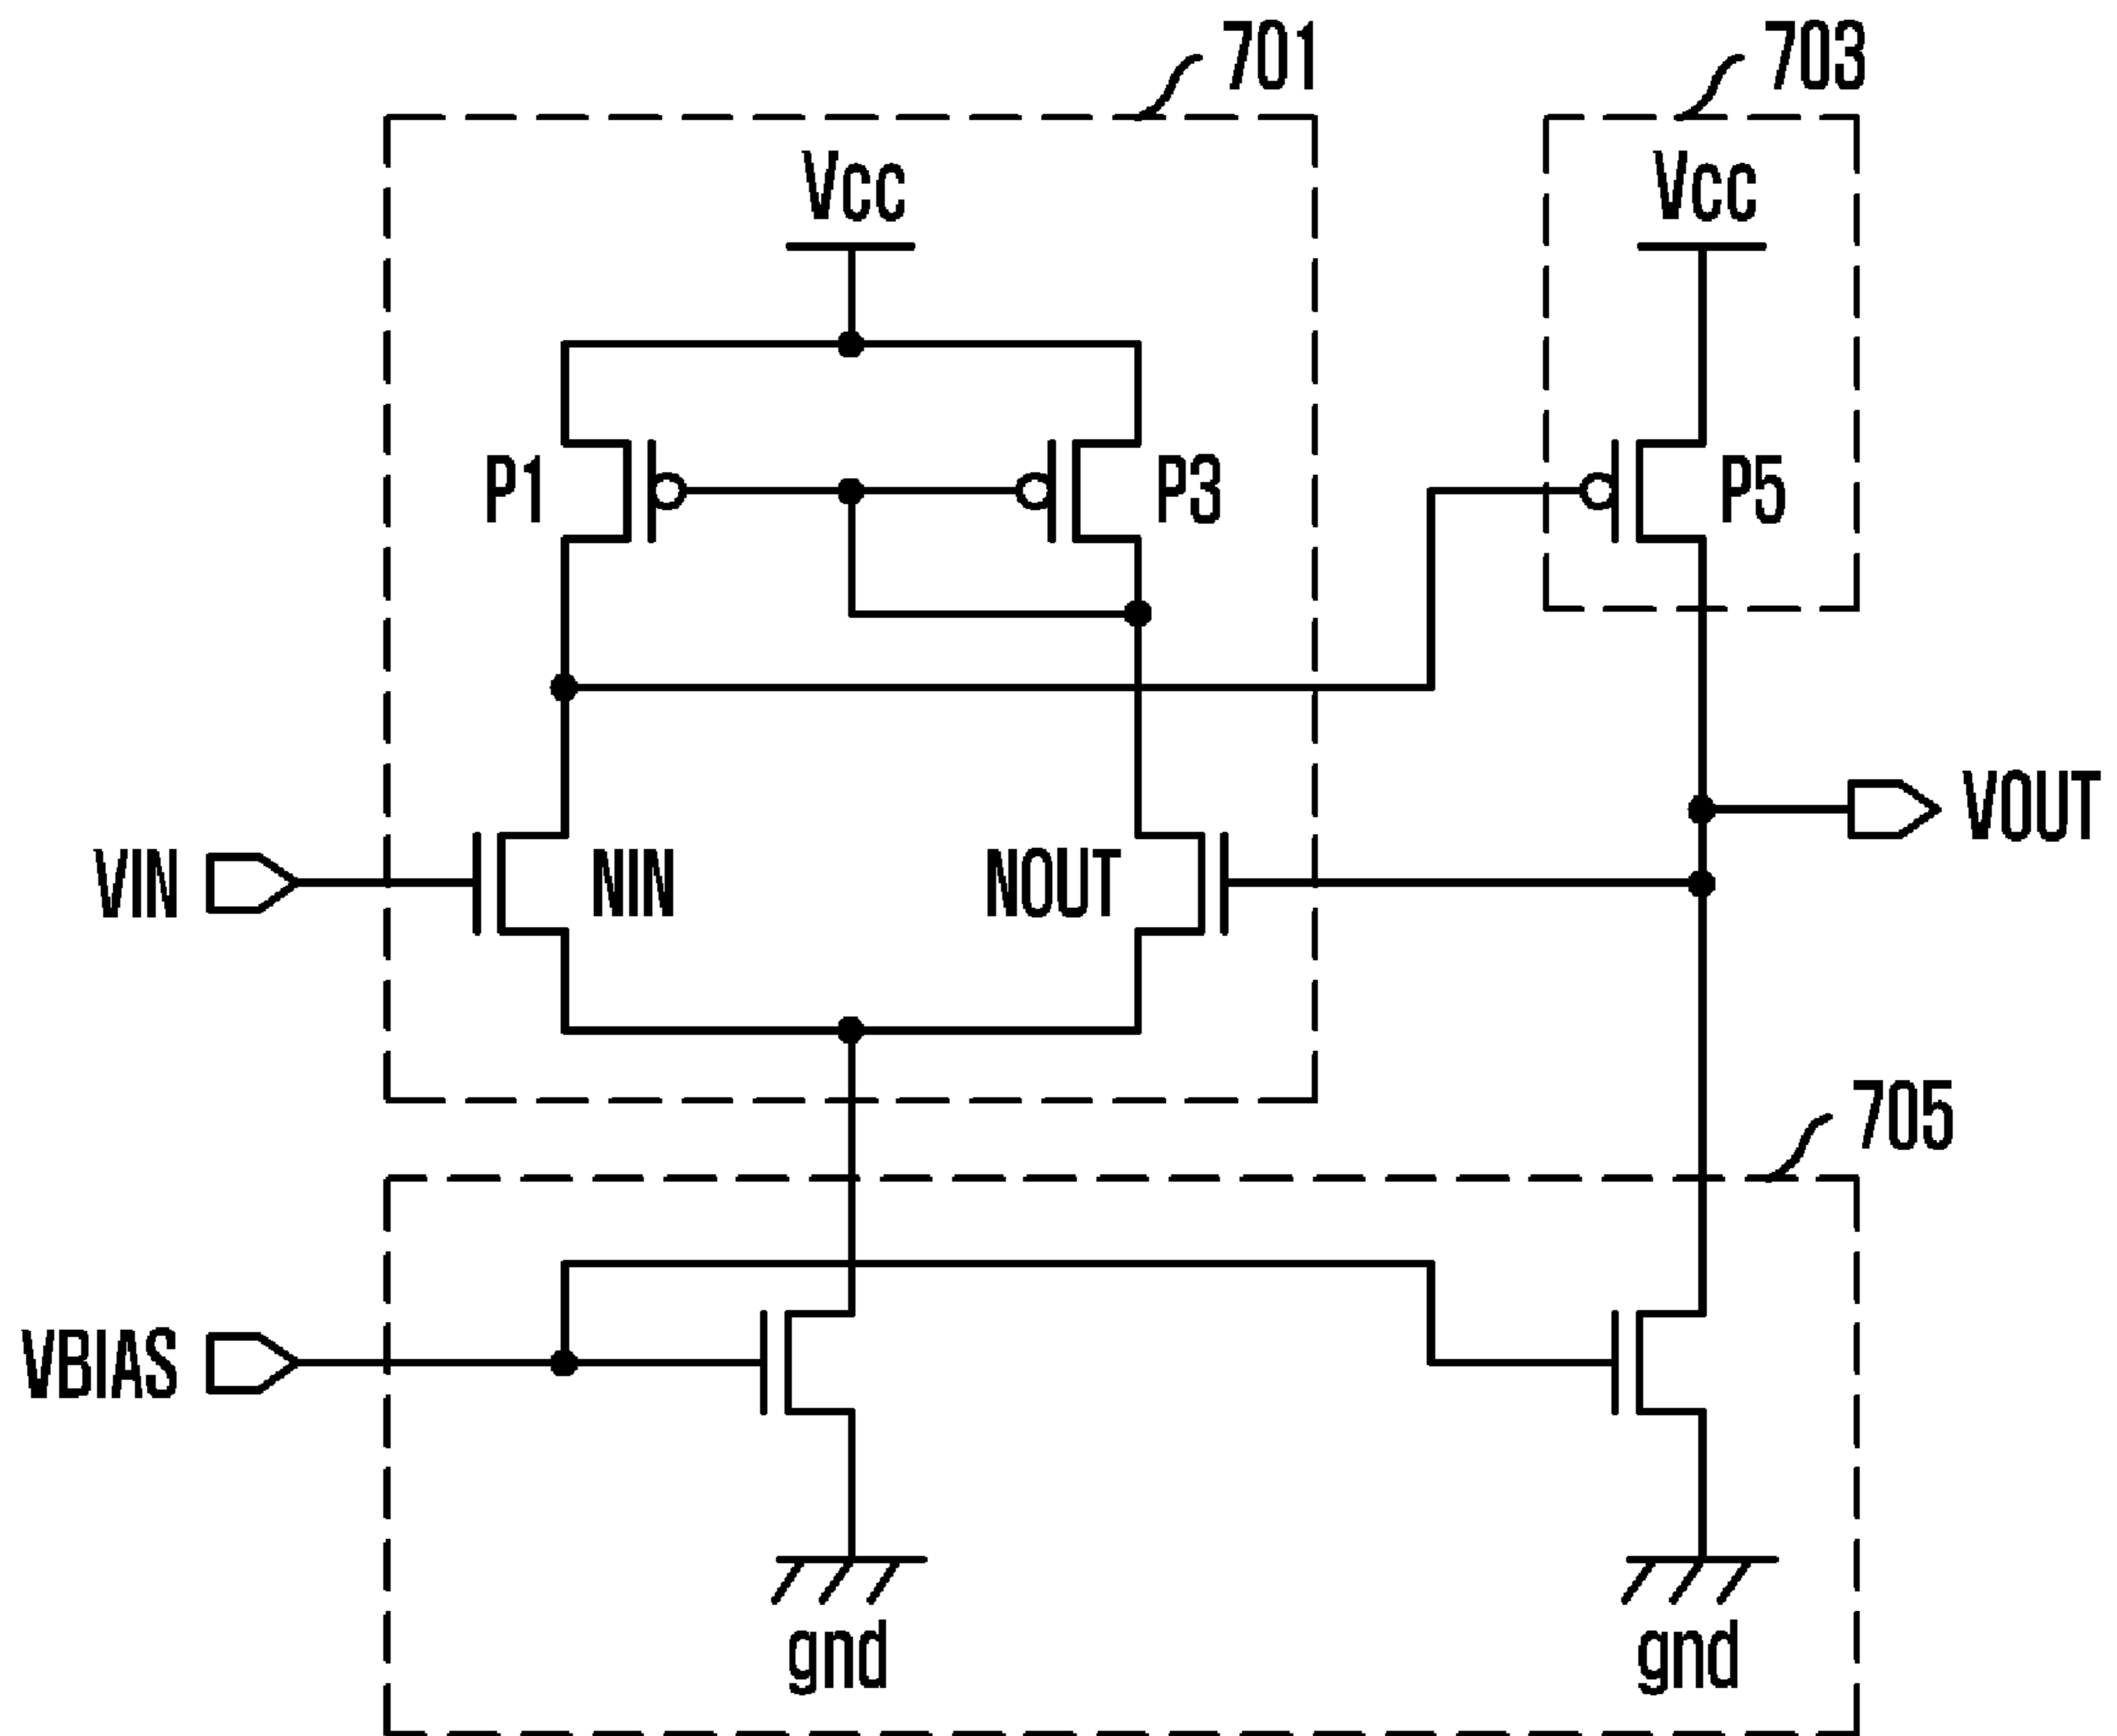 701
703
Vcc
Vcc
P1
P3
P5
VOUT
VIN
NIN
NOUT
705
VBIAS
gnd
gnd